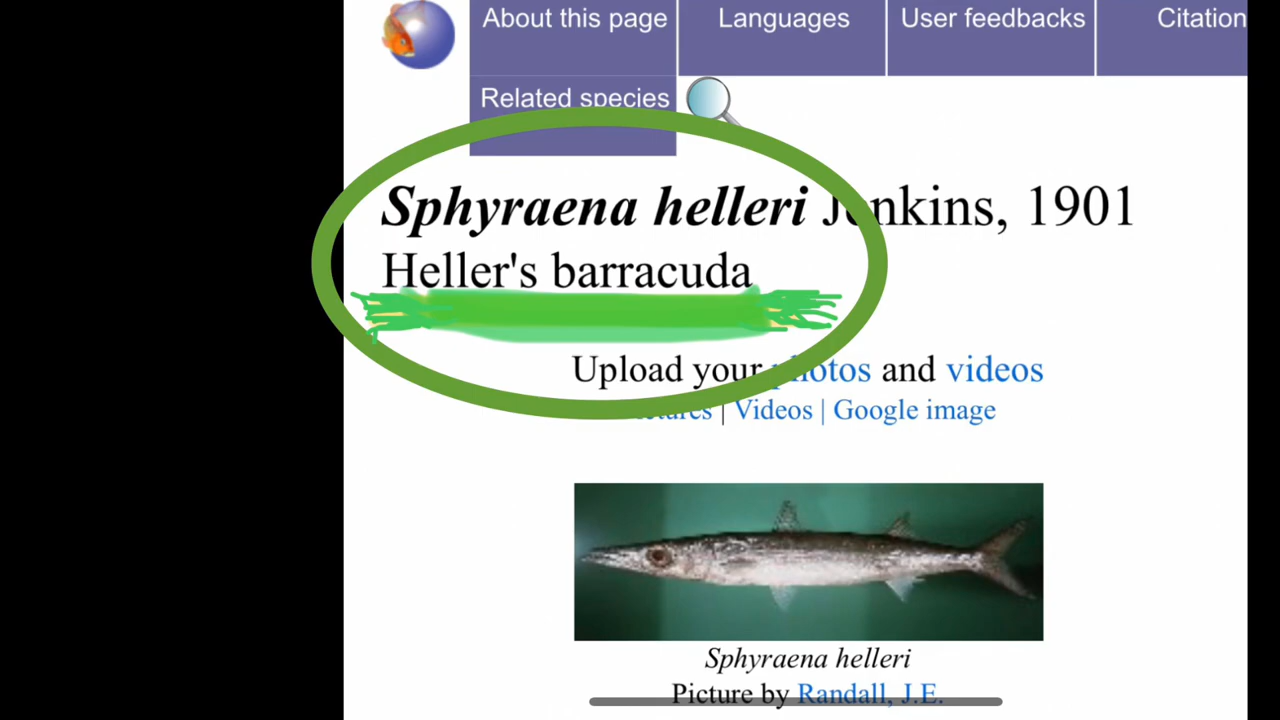 About this page Languages User feedbacks Citation
Related species
Sphyraena helleri Jenkins, 1901
Heller's barracuda
Upload your photos and videos
Pictures | Videos | Google image
Sphyraena helleri
Picture by Randall, J.E.